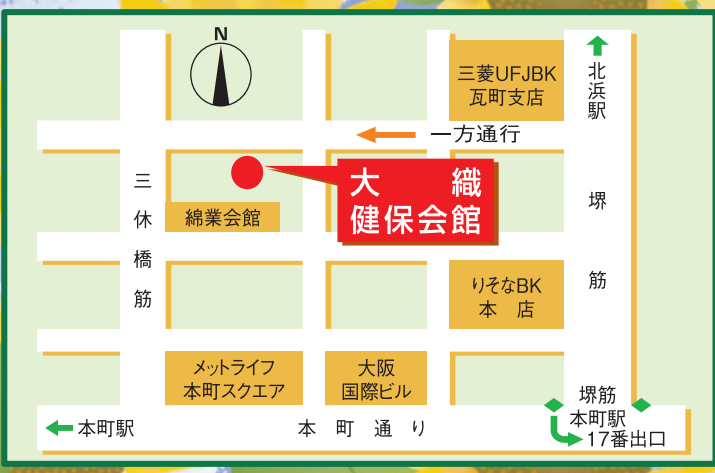 N
三菱UFJBK
瓦町支店
北浜駅
一方通行
三休橋筋
大織
健保会館
堺筋
綿業会館
りそなBK
本店
メットライフ
本町スクエア
大阪
国際ビル
堺筋
本町駅
17番出口
本町駅
本町通り